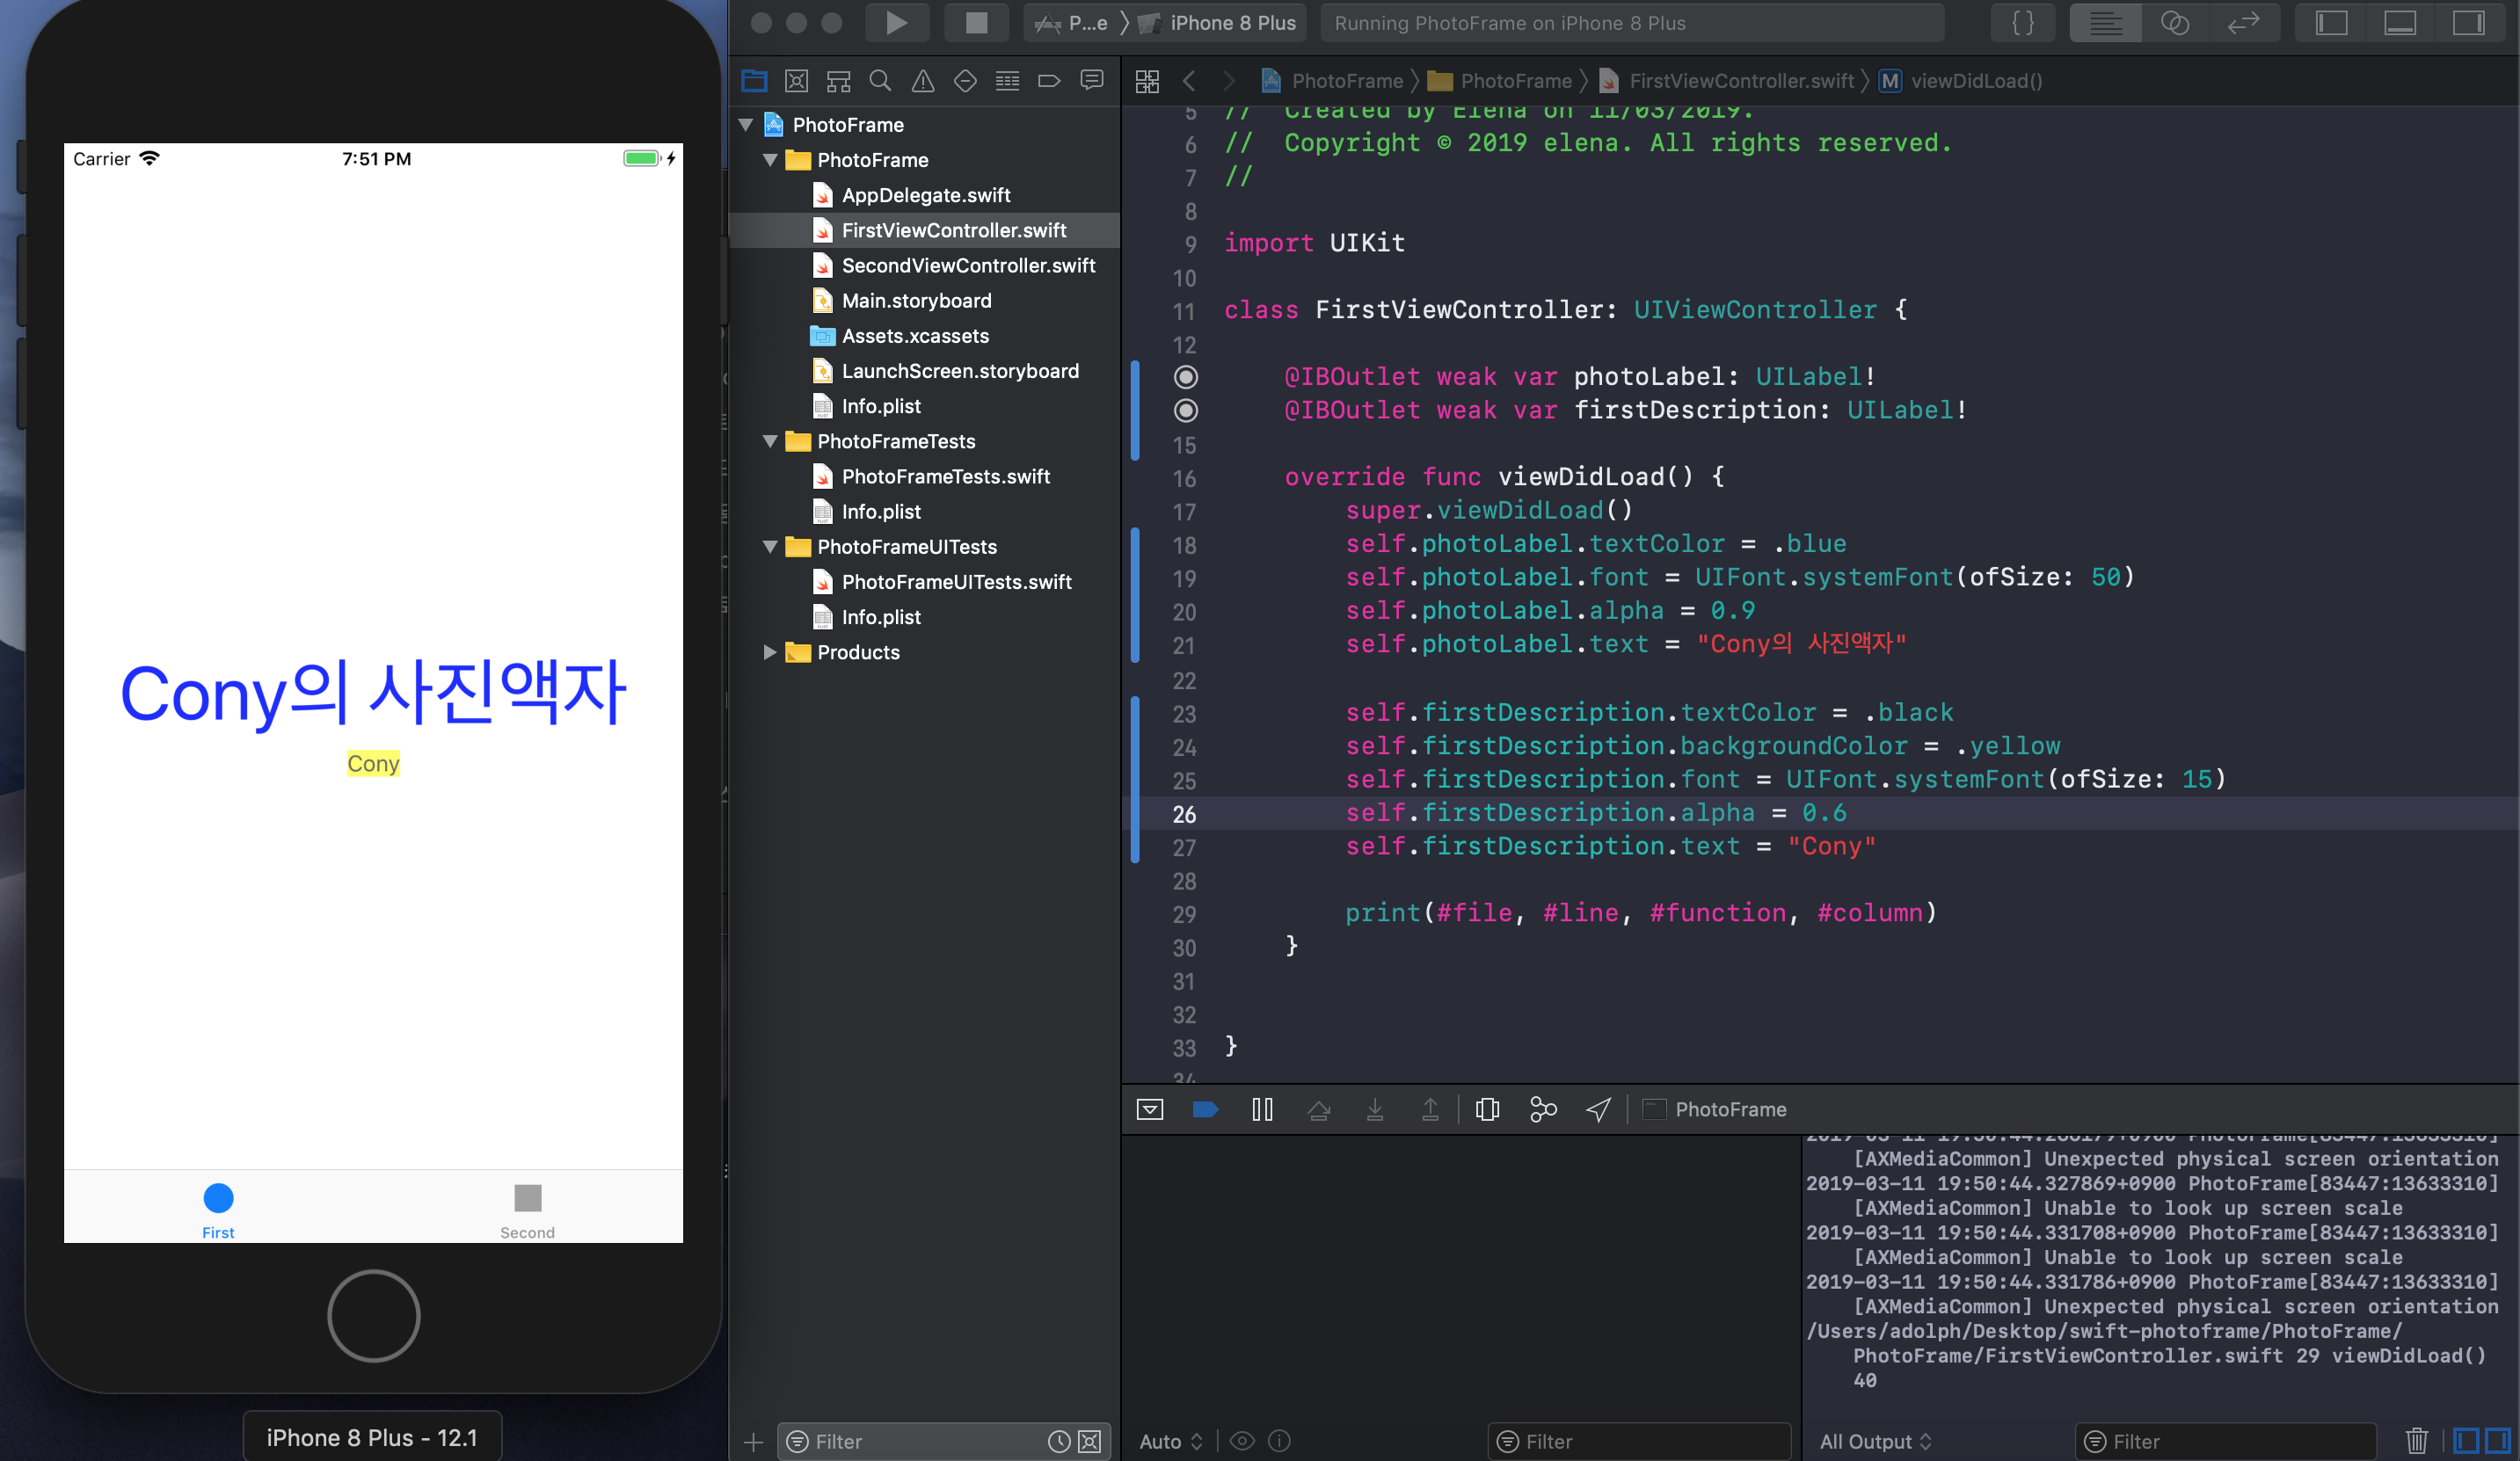 Carrier 7:51 PM
Cony의 사진액자
Cony
First Second
iPhone 8 Plus - 12.1
P...e iPhone 8 Plus Running PhotoFrame on iPhone 8 Plus
PhotoFrame
PhotoFrame
AppDelegate.swift
FirstViewController.swift
SecondViewController.swift
Main.storyboard
Assets.xcassets
LaunchScreen.storyboard
Info.plist
PhotoFrameTests
PhotoFrameTests.swift
Info.plist
PhotoFrameUITests
PhotoFrameUITests.swift
Info.plist
Products
Filter
PhotoFrame PhotoFrame FirstViewController.swift M viewDidLoad()
5 // Created by Elena on 11/03/2019.
6 // Copyright © 2019 elena. All rights reserved.
7 //
8
9 import UIKit
10
11 class FirstViewController: UIViewController {
12
@IBOutlet weak var photoLabel: UILabel!
@IBOutlet weak var firstDescription: UILabel!
15
16 override func viewDidLoad() {
17 super.viewDidLoad()
18 self.photoLabel.textColor = .blue
19 self.photoLabel.font = UIFont.systemFont(ofSize: 50)
20 self.photoLabel.alpha = 0.9
21 self.photoLabel.text = "Cony의 사진액자"
22
23 self.firstDescription.textColor = .black
24 self.firstDescription.backgroundColor = .yellow
25 self.firstDescription.font = UIFont.systemFont(ofSize: 15)
26 self.firstDescription.alpha = 0.6
27 self.firstDescription.text = "Cony"
28
29 print(#file, #line, #function, #column)
30 }
31
32
33 }
34
PhotoFrame
2019-03-11 19:50:44.288179+0900 PhotoFrame[83447:13633310]
[AXMediaCommon] Unexpected physical screen orientation
2019-03-11 19:50:44.327869+0900 PhotoFrame[83447:13633310]
[AXMediaCommon] Unable to look up screen scale
2019-03-11 19:50:44.331708+0900 PhotoFrame[83447:13633310]
[AXMediaCommon] Unable to look up screen scale
2019-03-11 19:50:44.331786+0900 PhotoFrame[83447:13633310]
[AXMediaCommon] Unexpected physical screen orientation
/Users/adolph/Desktop/swift-photoframe/PhotoFrame/
PhotoFrame/FirstViewController.swift 29 viewDidLoad()
40
Auto Filter All Output Filter